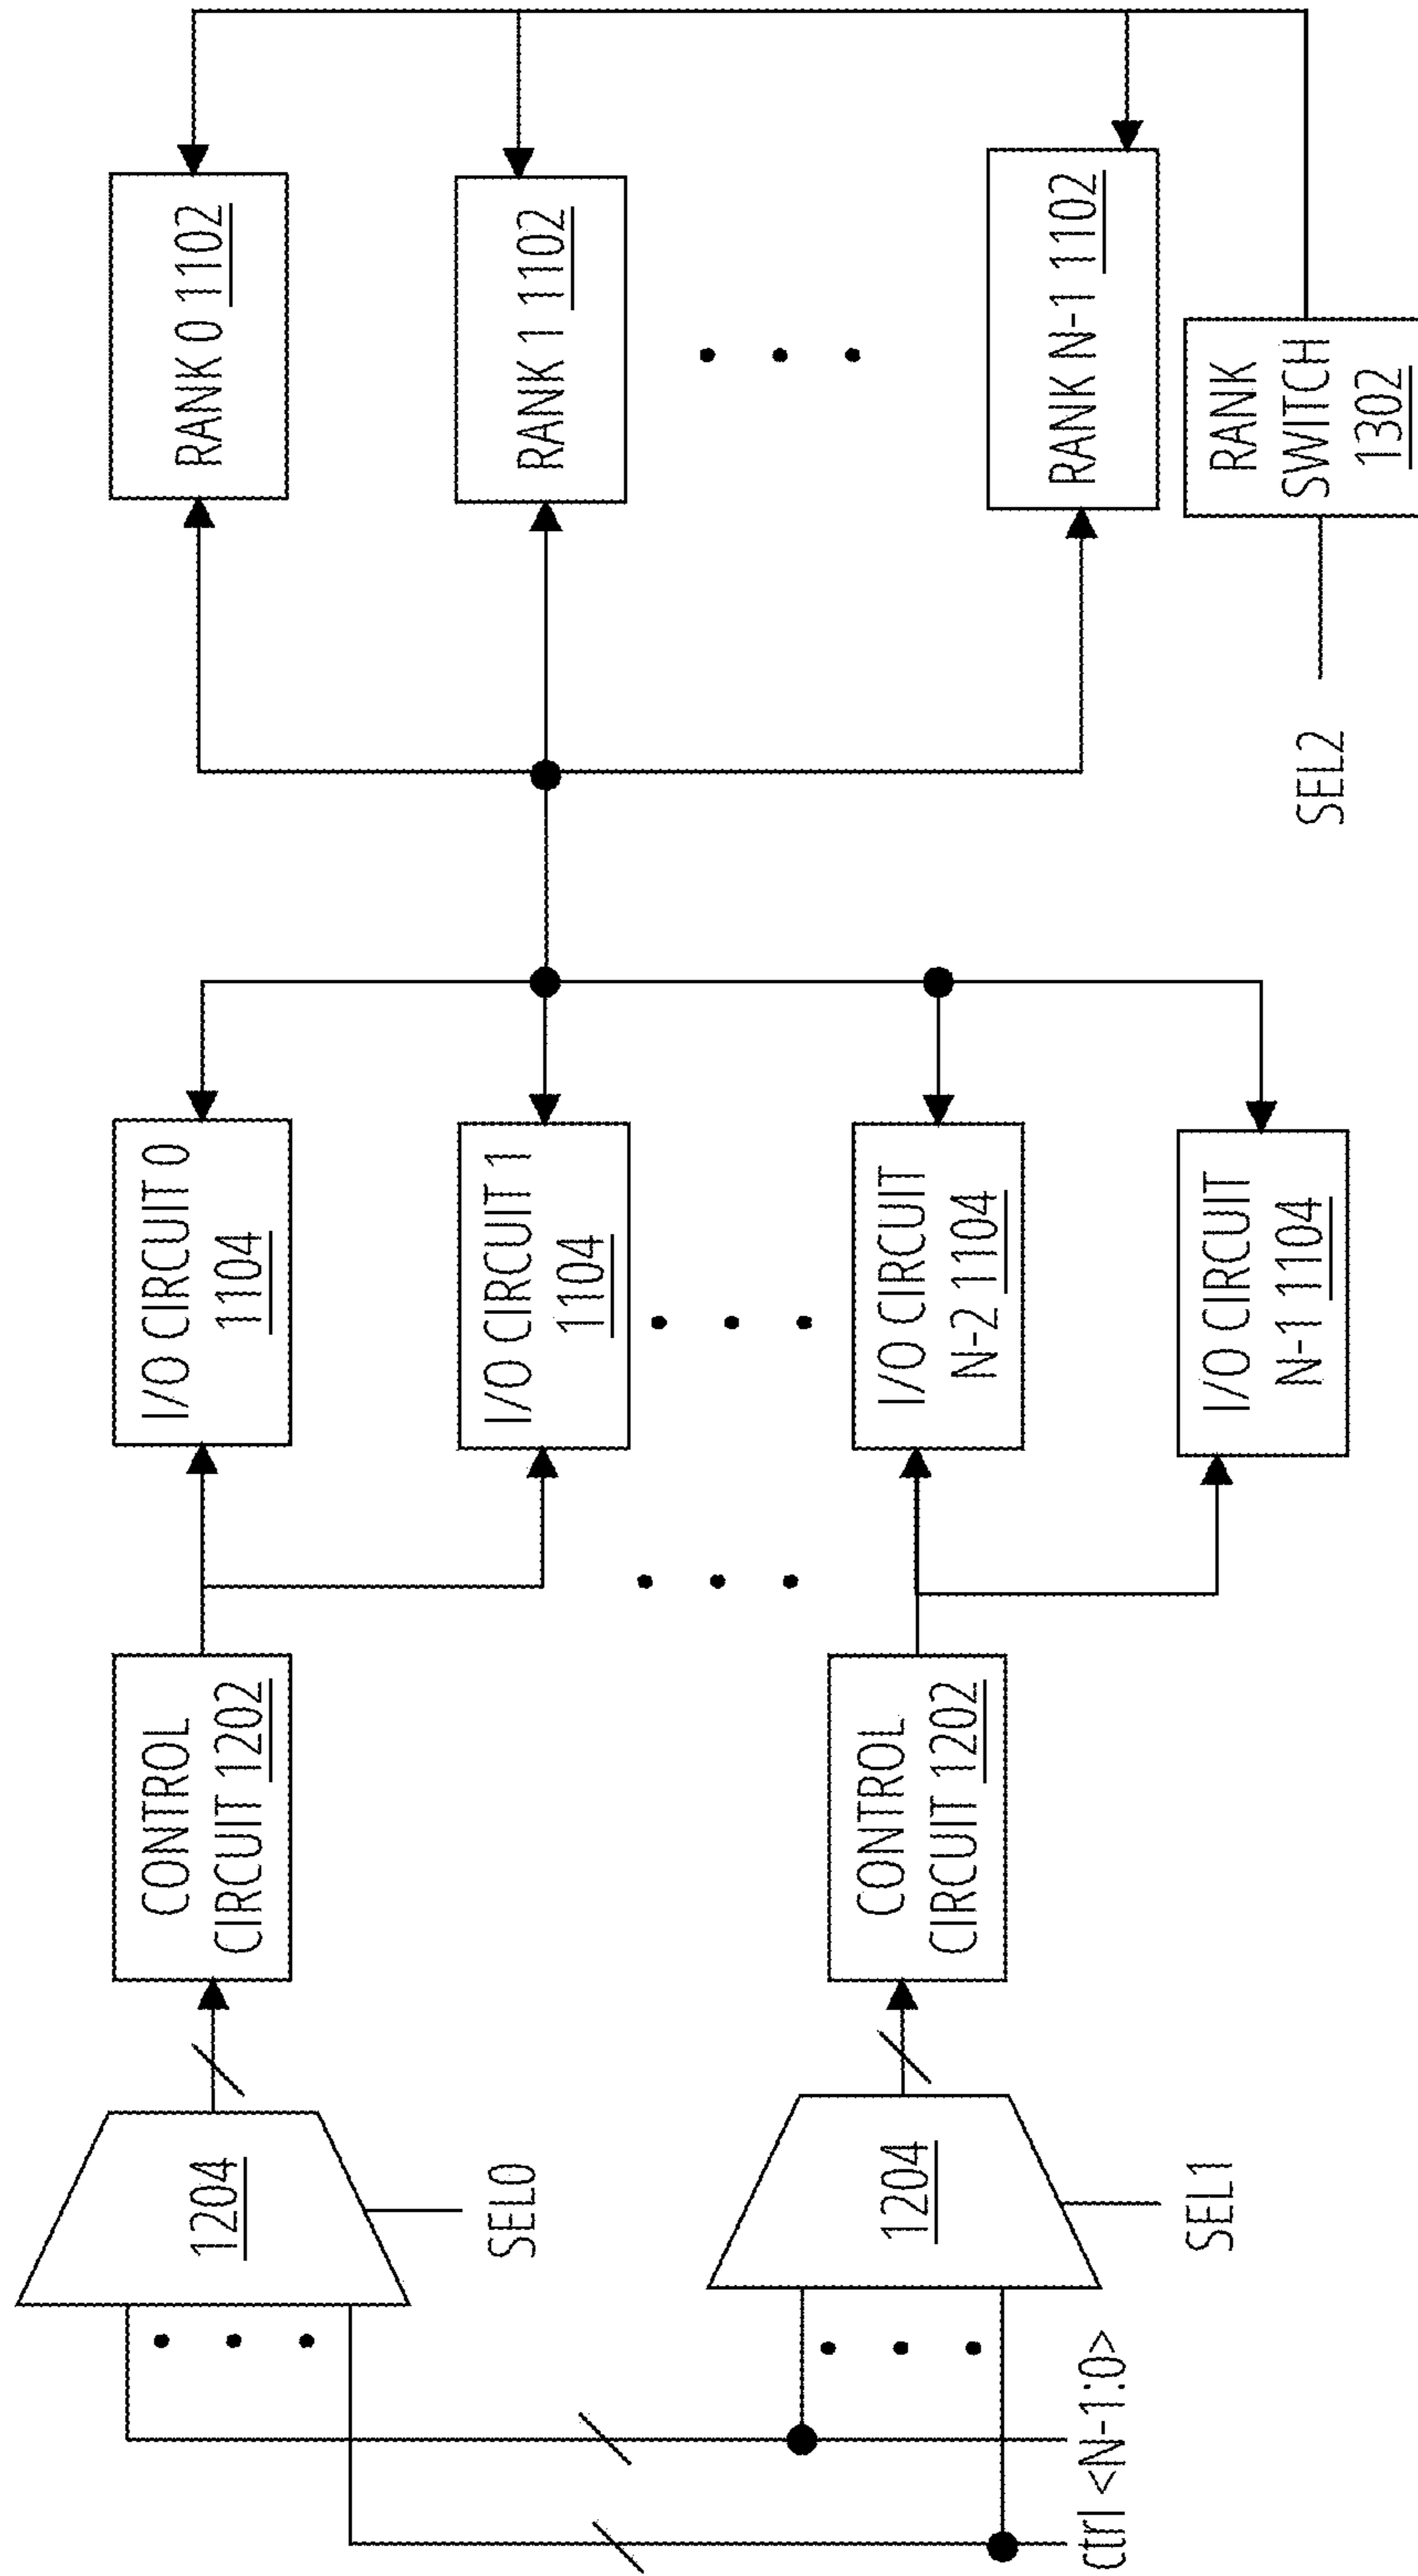 RANK 0 1102
RANK 1 1102
RANK N-1 1102
RANK
SWITCH
1302
SEL2
I/O CIRCUIT 0
1104
I/O CIRCUIT 1
1104
I/O CIRCUIT
N-2 1104
I/O CIRCUIT
N-1 1104
CONTROL
CIRCUIT 1202
CONTROL
CIRCUIT 1202
1204
SEL0
1204
SEL1
ctrl <N-1:0>